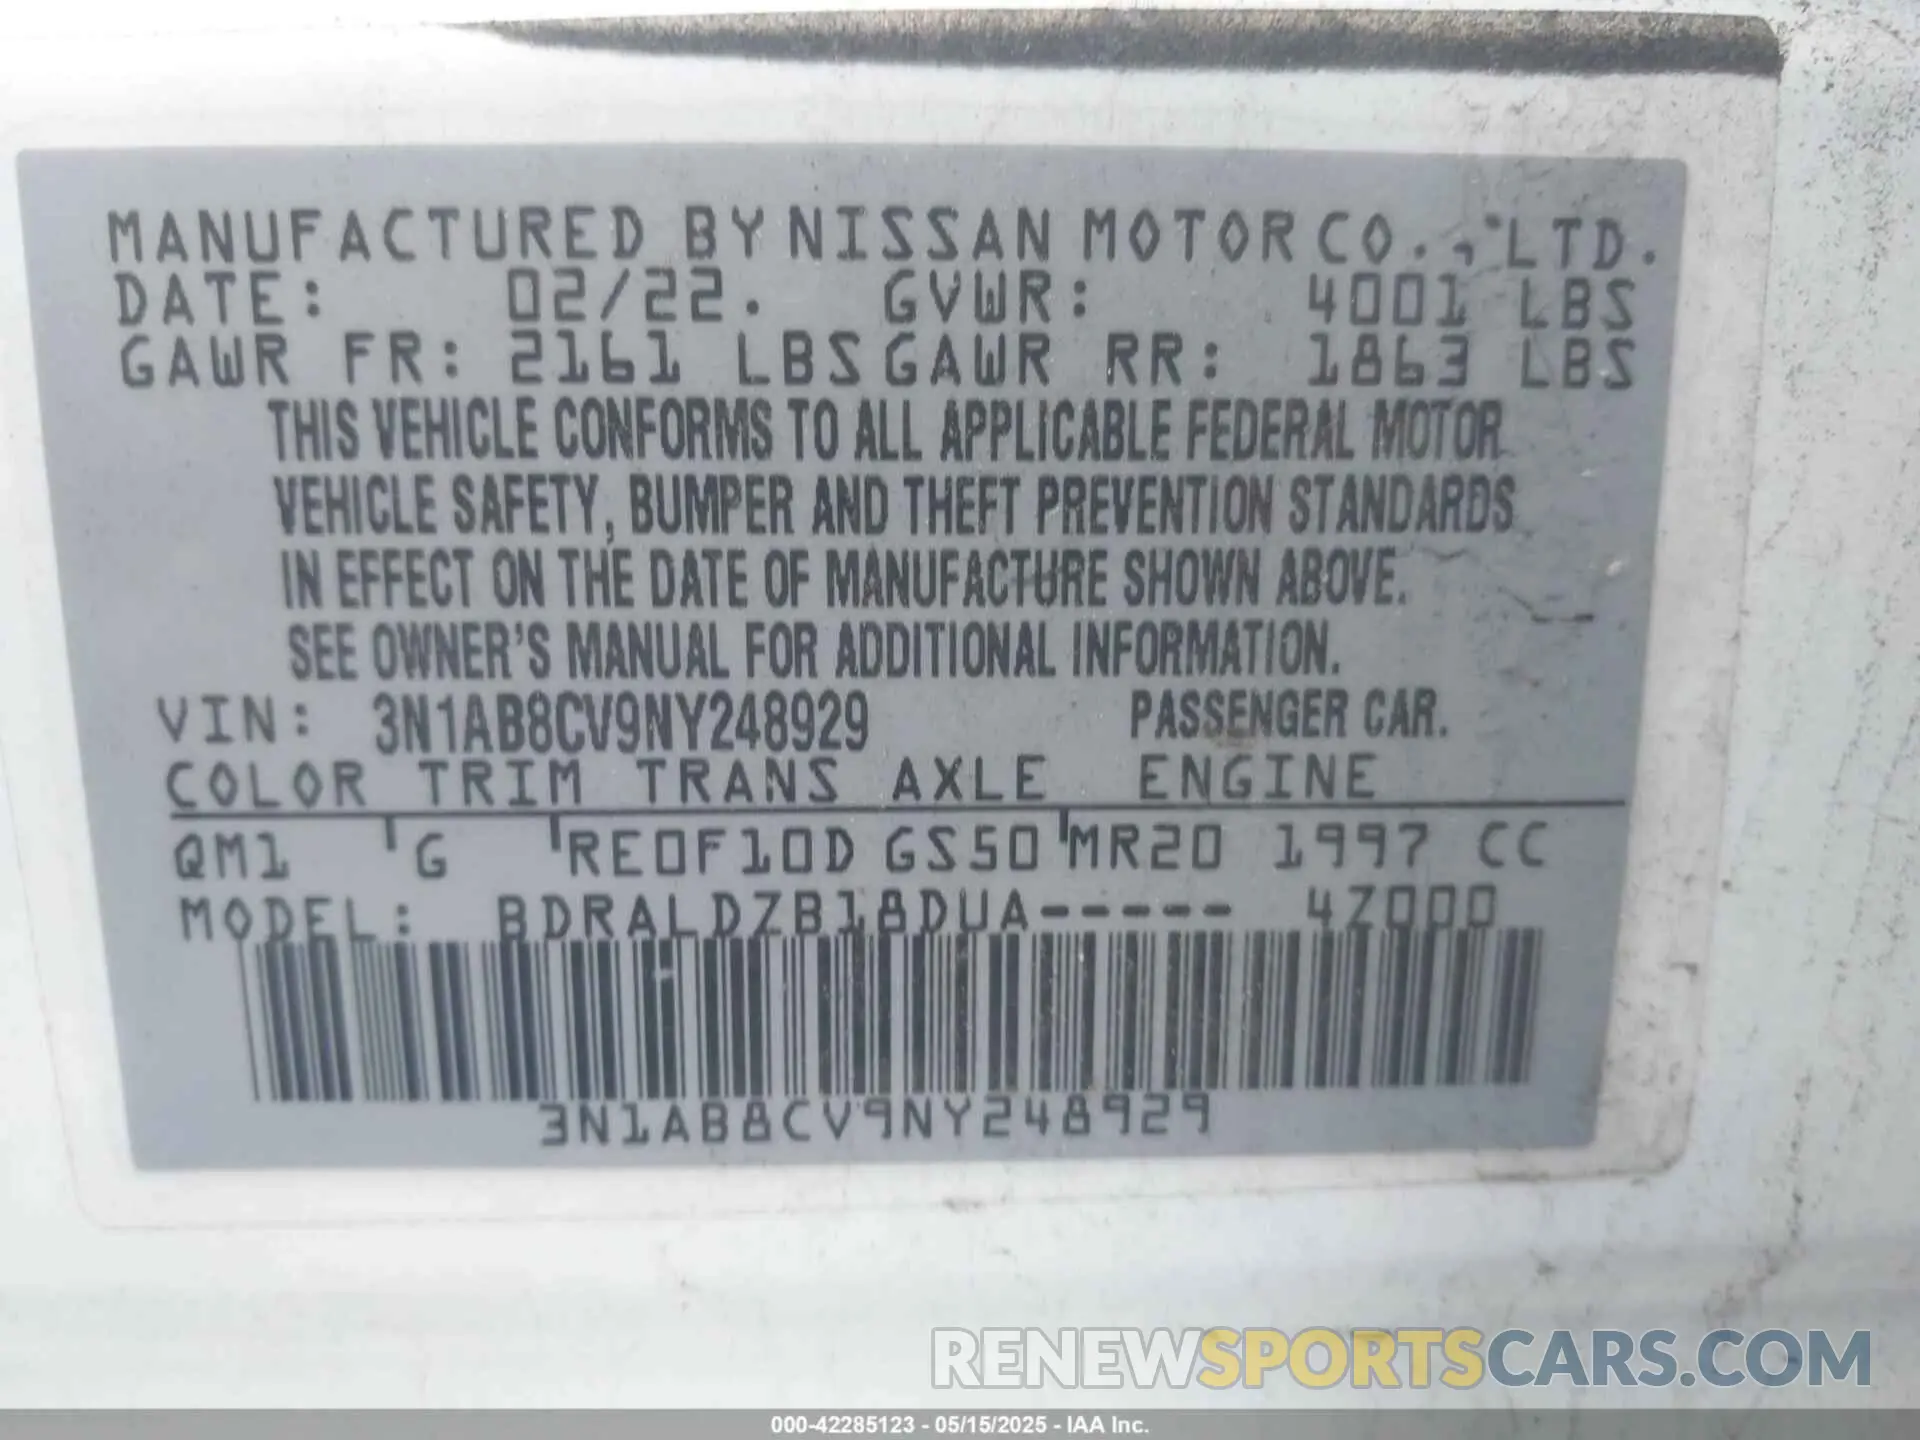 MANUFACTURED BY NISSAN MOTOR CO., LTD.
DATE: 02/22. GVWR: 4001 LBS
GAWR FR: 2161 LBS GAWR RR: 1863 LBS
THIS VEHICLE CONFORMS TO ALL APPLICABLE FEDERAL MOTOR
VEHICLE SAFETY, BUMPER AND THEFT PREVENTION STANDARDS
IN EFFECT ON THE DATE OF MANUFACTURE SHOWN ABOVE.
SEE OWNER'S MANUAL FOR ADDITIONAL INFORMATION.
VIN: 3N1AB8CV9NY248929 PASSENGER CAR.
COLOR TRIM TRANS AXLE ENGINE
QM1 G RE0F10D GS50 MR20 1997 CC
MODEL: BDRALDZB18DUA----- 4Z000
3N1AB8CV9NY248929
RENEWSPORTSCARS.COM
000-42285123 - 05/15/2025 - IAA Inc.